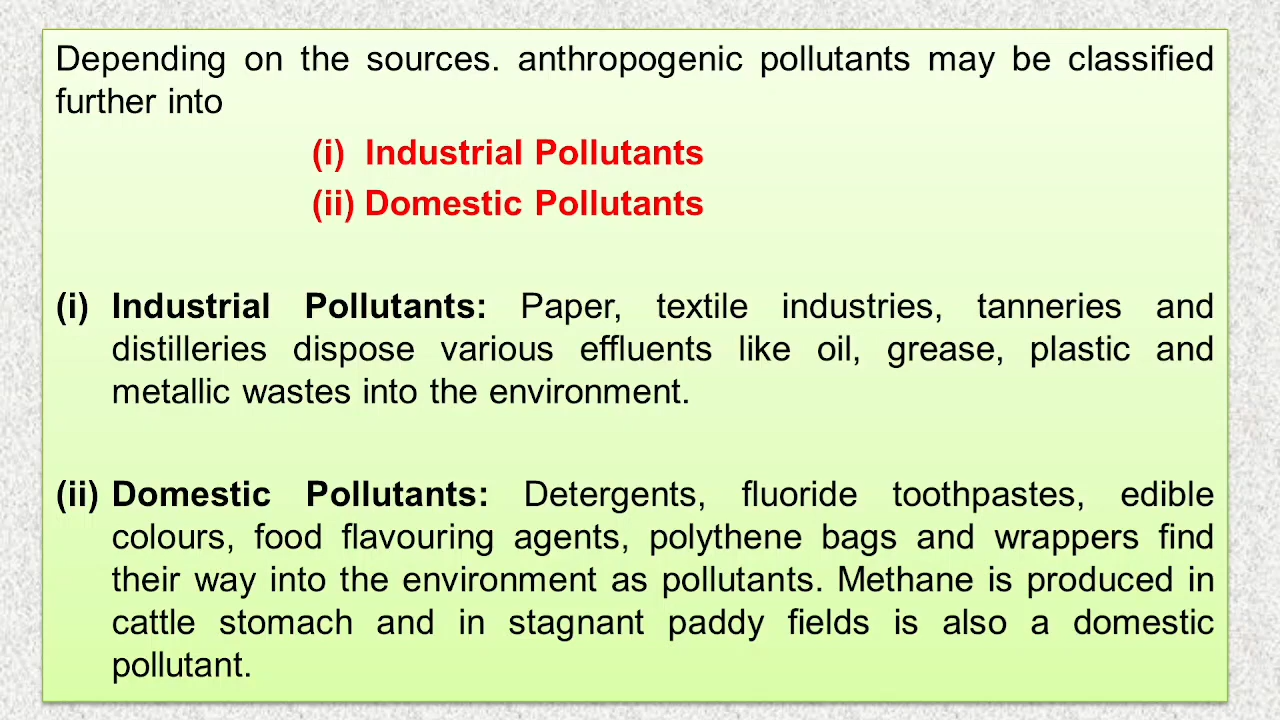 Depending on the sources. anthropogenic pollutants may be classified
further into
(i) Industrial Pollutants
(ii) Domestic Pollutants
(i) Industrial Pollutants: Paper, textile industries, tanneries and
distilleries dispose various effluents like oil, grease, plastic and
metallic wastes into the environment.
(ii) Domestic Pollutants: Detergents, fluoride toothpastes, edible
colours, food flavouring agents, polythene bags and wrappers find
their way into the environment as pollutants. Methane is produced in
cattle stomach and in stagnant paddy fields is also a domestic
pollutant.